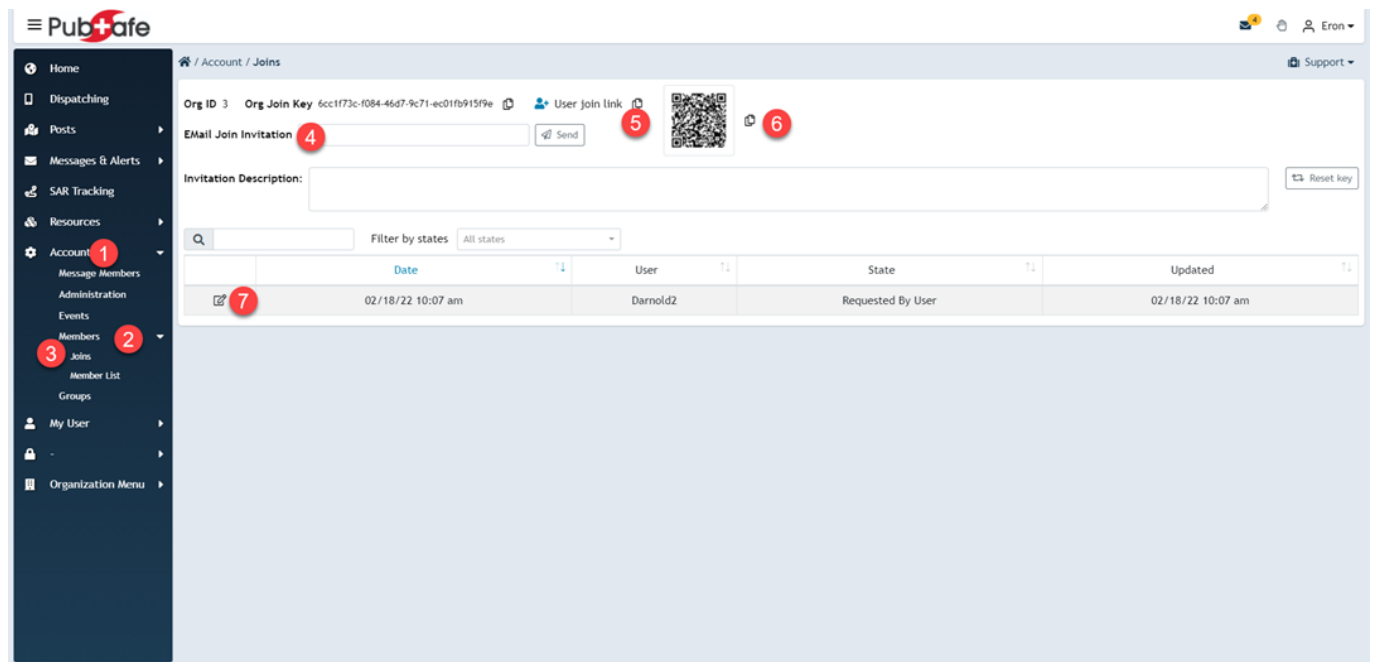 PubSafe
4
Eron
Home
/ Account / Joins
Support
Dispatching
Org ID 3 Org Join Key 6cc1f73c-f084-46d7-9c71-ec01fb915f9e User join link
5
6
Posts
EMail Join Invitation 4 Send
Messages & Alerts
Invitation Description:
Reset key
SAR Tracking
Resources
Filter by states All states
Account 1
Message Members
Date User State Updated
Administration
7 02/18/22 10:07 am Darnold2 Requested By User 02/18/22 10:07 am
Events
Members 2
3 Joins
Member List
Groups
My User
-
Organization Menu